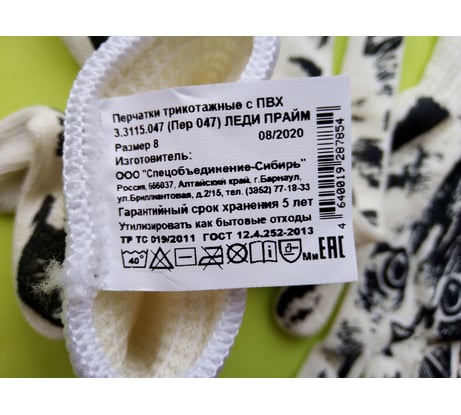 Перчатки трикотажные с ПВХ
3.3115.047 (Пер 047) ЛЕДИ ПРАЙМ
Размер 8 08/2020
Изготовитель:
ООО "Спецобъединение-Сибирь"
Россия, 656037, Алтайский край, г.Барнаул,
ул.Бриллиантовая, д.2/15, тел. (3852) 77-18-33
Гарантийный срок хранения 5 лет
Утилизировать как бытовые отходы
ТР ТС 019/2011 ГОСТ 12.4.252-2013
40° Ми ЕАС
4 640019 287854